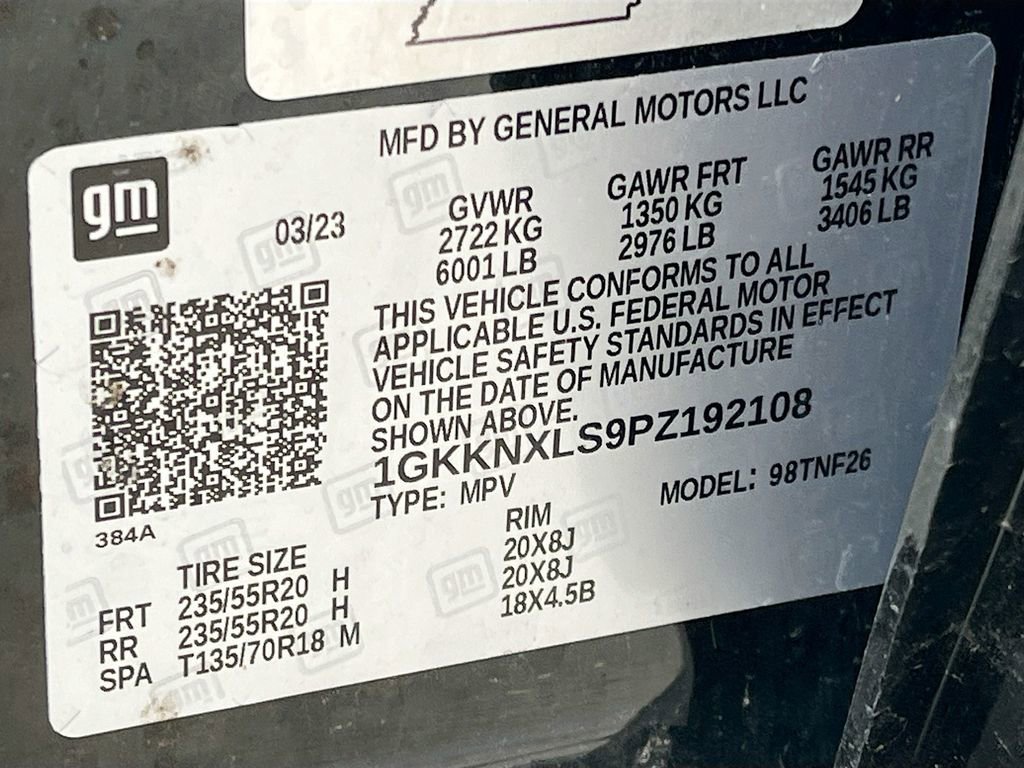 MFD BY GENERAL MOTORS LLC
gm
03/23
GVWR
2722 KG
6001 LB
GAWR FRT
1350 KG
2976 LB
GAWR RR
1545 KG
3406 LB
THIS VEHICLE CONFORMS TO ALL
APPLICABLE U.S. FEDERAL MOTOR
VEHICLE SAFETY STANDARDS IN EFFECT
ON THE DATE OF MANUFACTURE
SHOWN ABOVE.
1GKKNXLS9PZ192108
TYPE: MPV MODEL: 98TNF26
384A
TIRE SIZE RIM
FRT 235/55R20 H 20X8J
RR 235/55R20 H 20X8J
SPA T135/70R18 M 18X4.5B